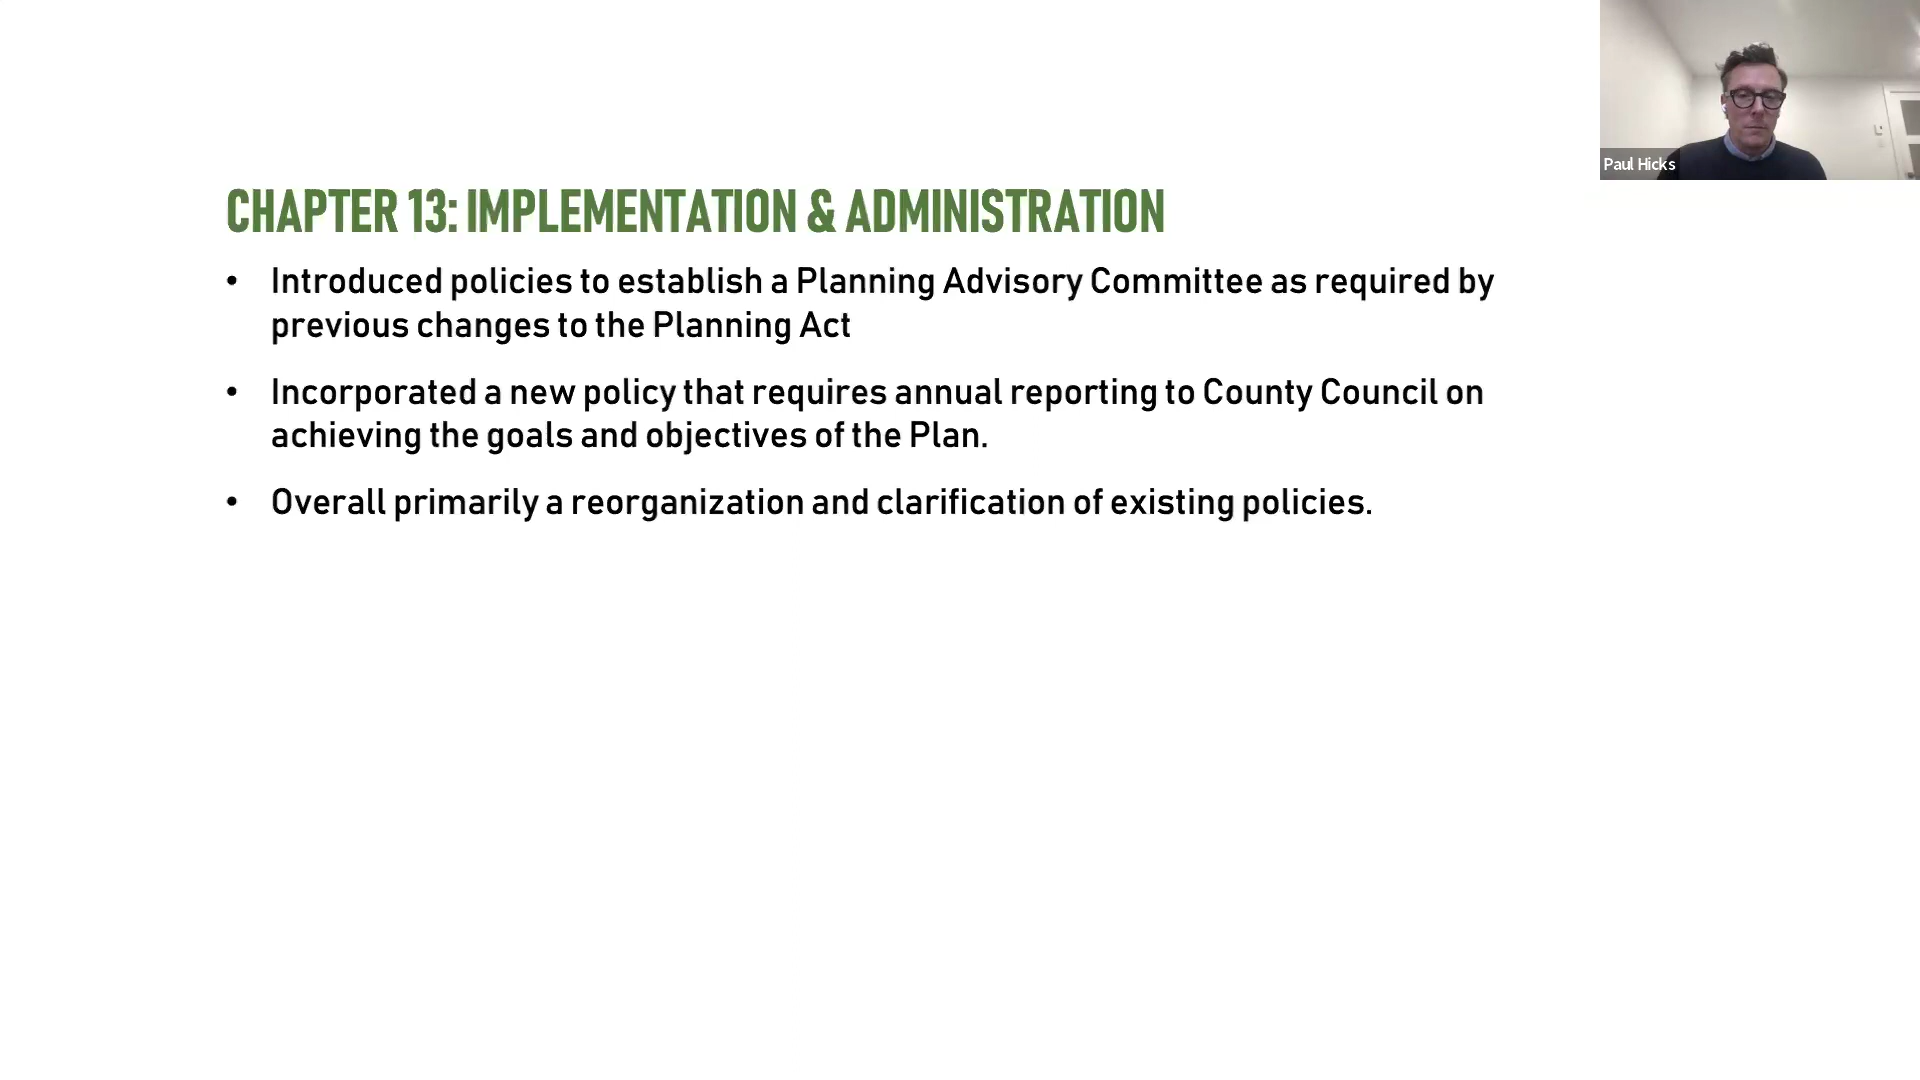 Paul Hicks
CHAPTER 13: IMPLEMENTATION & ADMINISTRATION
• Introduced policies to establish a Planning Advisory Committee as required by
previous changes to the Planning Act
• Incorporated a new policy that requires annual reporting to County Council on
achieving the goals and objectives of the Plan.
• Overall primarily a reorganization and clarification of existing policies.